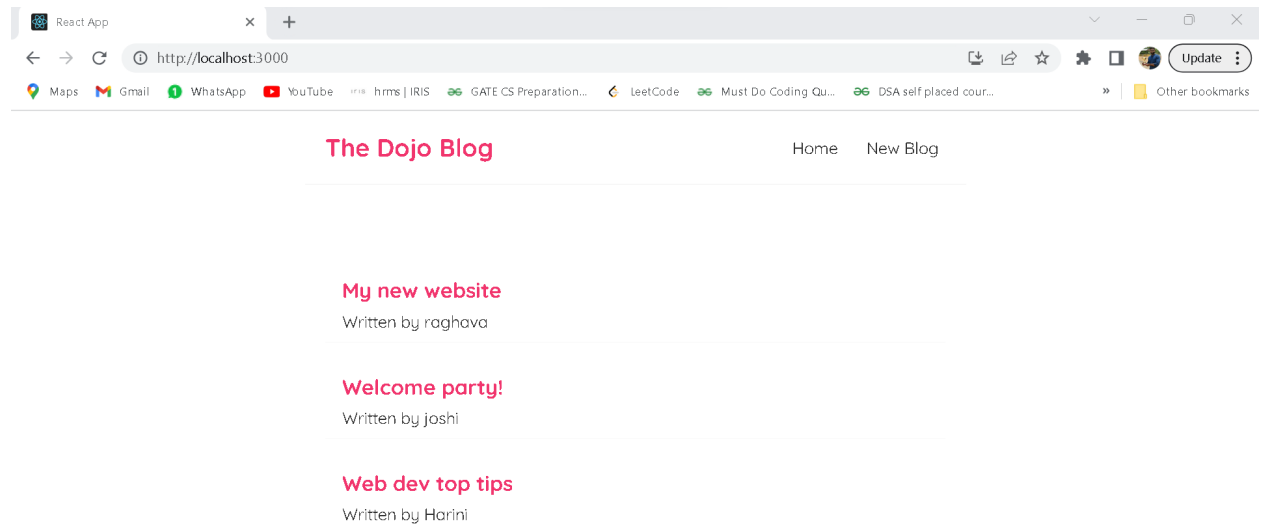 React App
http://localhost:3000
Update
Maps Gmail WhatsApp YouTube hrms | IRIS GATE CS Preparation... LeetCode Must Do Coding Qu... DSA self placed cour... » Other bookmarks
The Dojo Blog Home New Blog
My new website
Written by raghava
Welcome party!
Written by joshi
Web dev top tips
Written by Harini